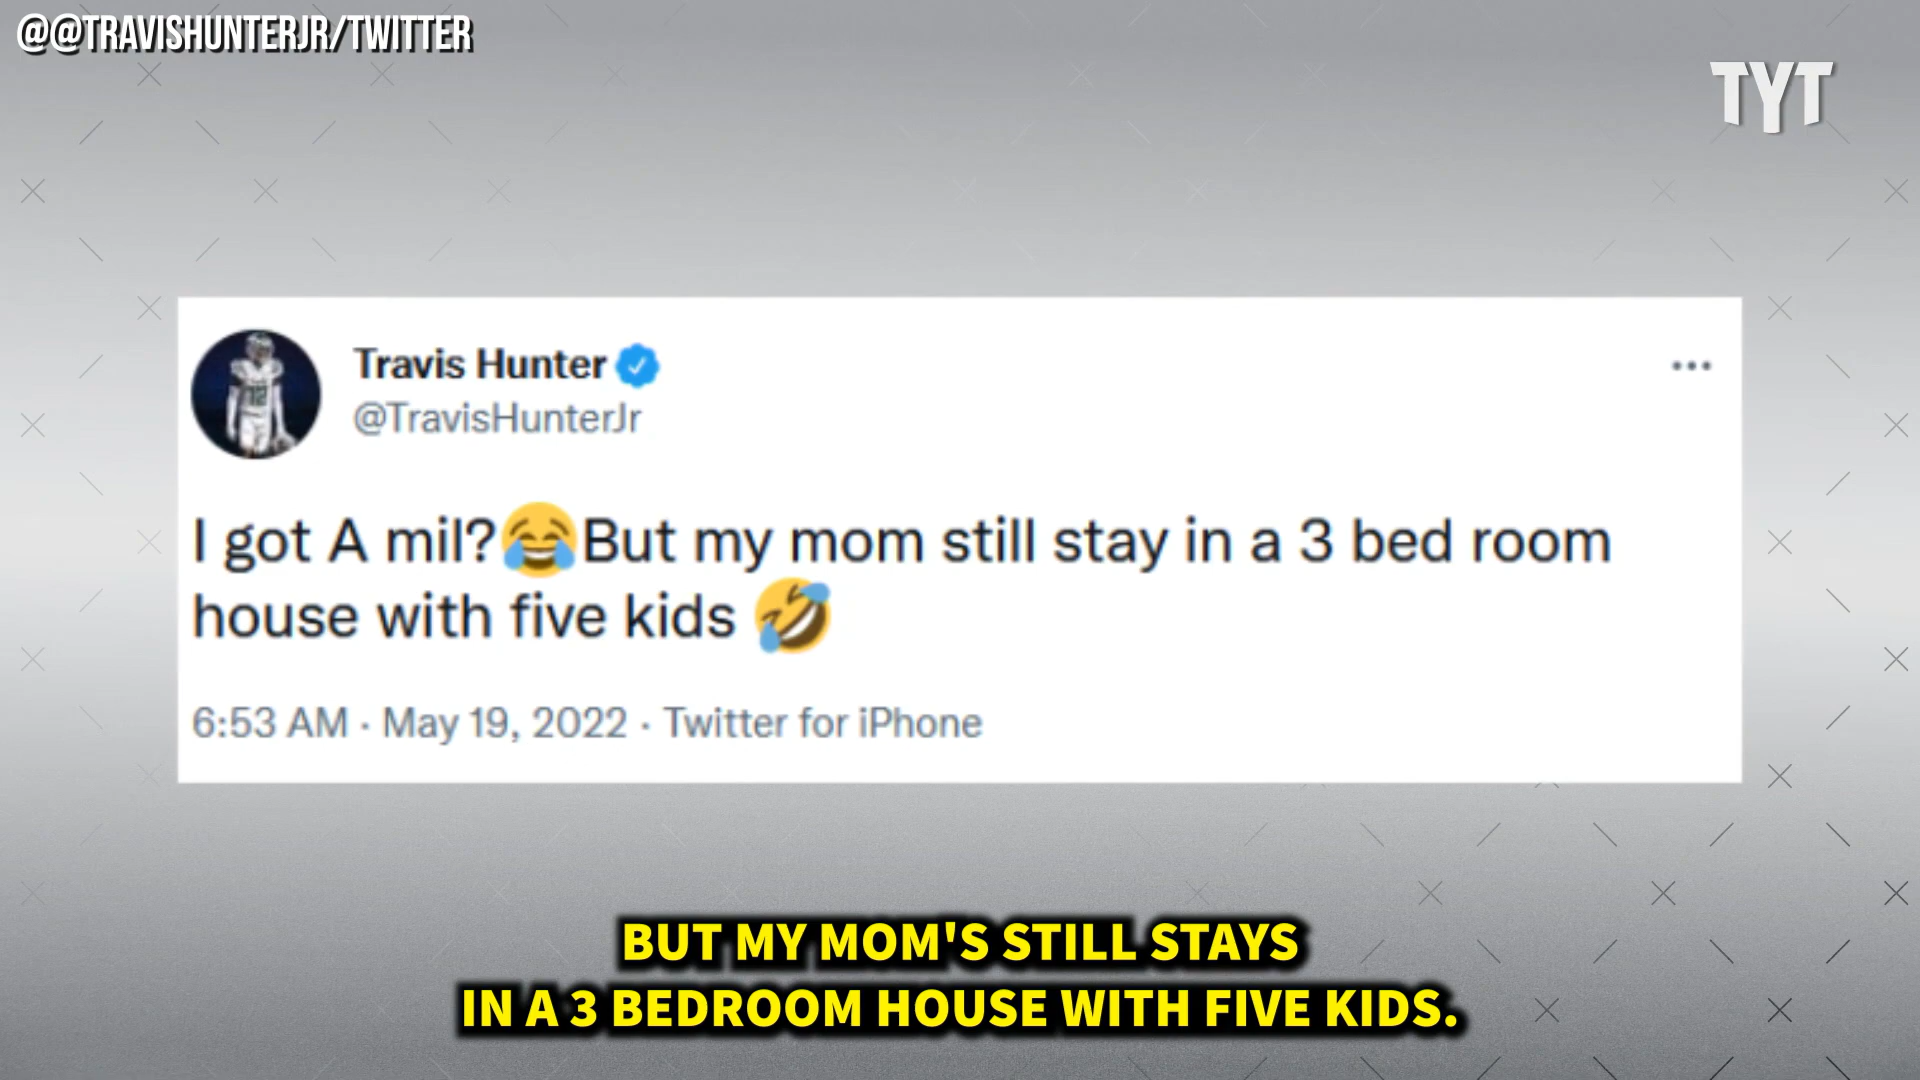 @@TRAVISHUNTERJR/TWITTER
TYT
Travis Hunter
@TravisHunterJr
I got A mil?😂But my mom still stay in a 3 bed room
house with five kids 🤣
6:53 AM · May 19, 2022 · Twitter for iPhone
BUT MY MOM'S STILL STAYS
IN A 3 BEDROOM HOUSE WITH FIVE KIDS.